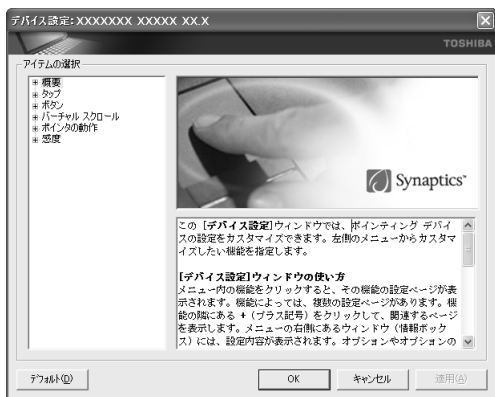 デバイス設定: XXXXXXX XXXXX XX.X
TOSHIBA
アイテムの選択
概要
タップ
ボタン
バーチャル スクロール
ポインタの動作
感度
Synaptics
この [デバイス設定]ウィンドウでは、ポインティング デバイ
スの設定をカスタマイズできます。左側のメニューからカスタマ
イズしたい機能を指定します。
[デバイス設定]ウィンドウの使い方
メニュー内の機能をクリックすると、その機能の設定ページが表
示されます。機能によっては、複数の設定ページがあります。機
能の隣にある + (プラス記号) をクリックして、関連するページ
を表示します。メニューの右側にあるウィンドウ (情報ボック
ス) には、設定内容が表示されます。オプションやオプションの
デフォルト(D)
OK
キャンセル
適用(A)